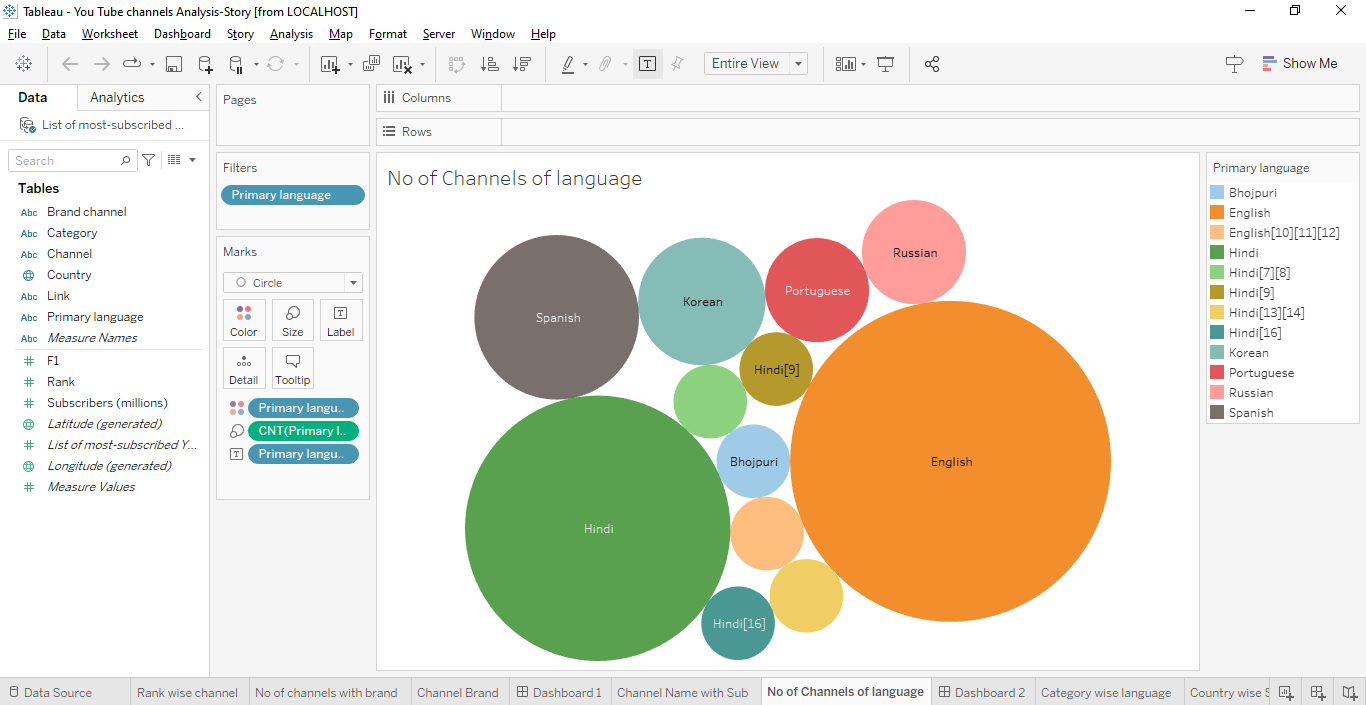 Tableau - You Tube channels Analysis-Story [from LOCALHOST]
File Data Worksheet Dashboard Story Analysis Map Format Server Window Help
Entire View
Show Me
Data Analytics
List of most-subscribed ...
Search
Tables
Abc Brand channel
Abc Category
Abc Channel
Country
Abc Link
Abc Primary language
Abc Measure Names
# F1
# Rank
# Subscribers (millions)
Latitude (generated)
# List of most-subscribed Y...
Longitude (generated)
# Measure Values
Pages
Filters
Primary language
Marks
Circle
Color Size Label
Detail Tooltip
Primary langu..
CNT(Primary l..
Primary langu..
Columns
Rows
No of Channels of language
Russian
Portuguese
Korean
Spanish
Hindi[9]
Bhojpuri
English
Hindi
Hindi[16]
Primary language
Bhojpuri
English
English[10][11][12]
Hindi
Hindi[7][8]
Hindi[9]
Hindi[13][14]
Hindi[16]
Korean
Portuguese
Russian
Spanish
Data Source Rank wise channel No of channels with brand Channel Brand Dashboard 1 Channel Name with Sub No of Channels of language Dashboard 2 Category wise language Country wise S